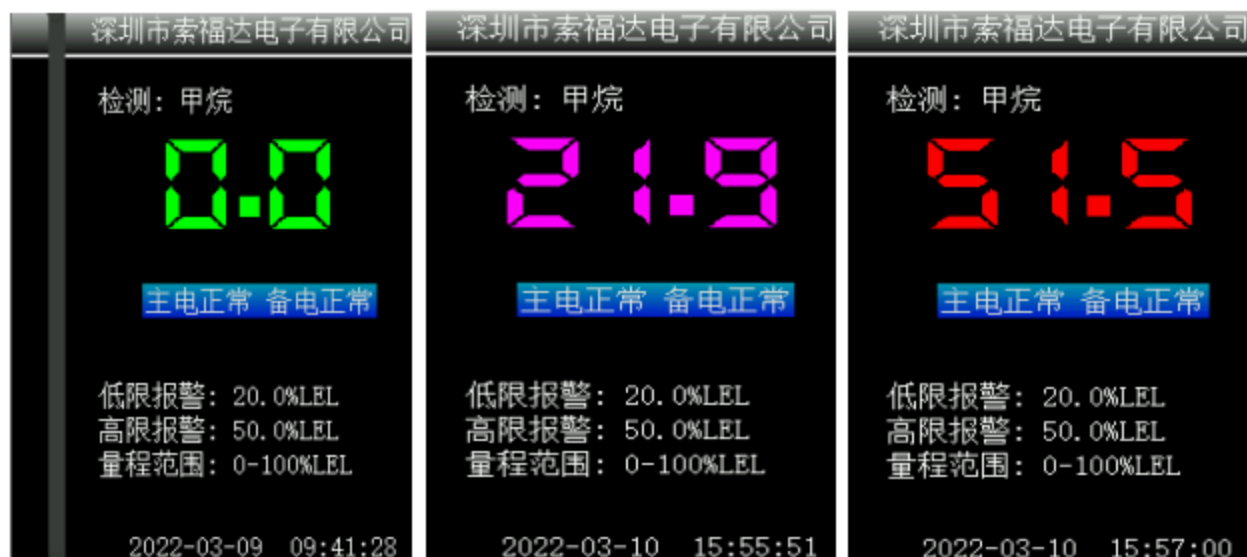 深圳市索福达电子有限公司
检测: 甲烷
0.0
主电正常 备电正常
低限报警: 20.0%LEL
高限报警: 50.0%LEL
量程范围: 0-100%LEL
2022-03-09 09:41:28
深圳市索福达电子有限公司
检测: 甲烷
21.9
主电正常 备电正常
低限报警: 20.0%LEL
高限报警: 50.0%LEL
量程范围: 0-100%LEL
2022-03-10 15:55:51
深圳市索福达电子有限公司
检测: 甲烷
51.5
主电正常 备电正常
低限报警: 20.0%LEL
高限报警: 50.0%LEL
量程范围: 0-100%LEL
2022-03-10 15:57:00